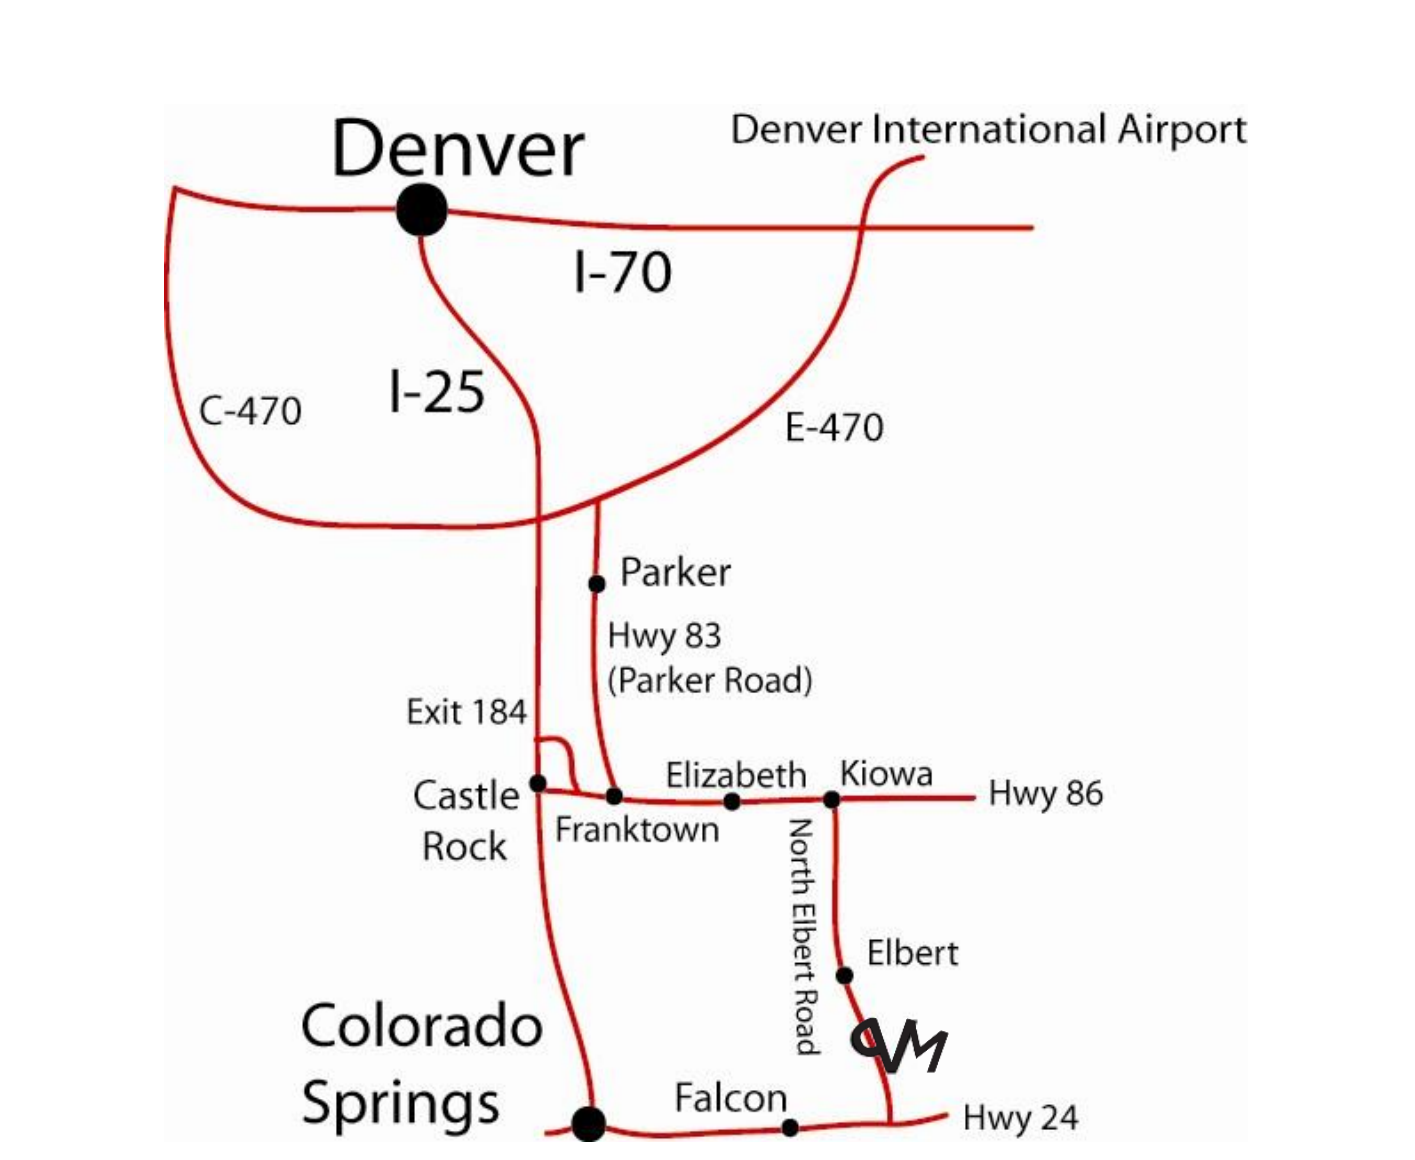 Denver
Denver International Airport
I-70
I-25
C-470
E-470
Parker
Hwy 83
(Parker Road)
Exit 184
Castle
Rock
Franktown
Elizabeth
Kiowa
Hwy 86
North Elbert Road
Elbert
Colorado
Springs
Falcon
Hwy 24